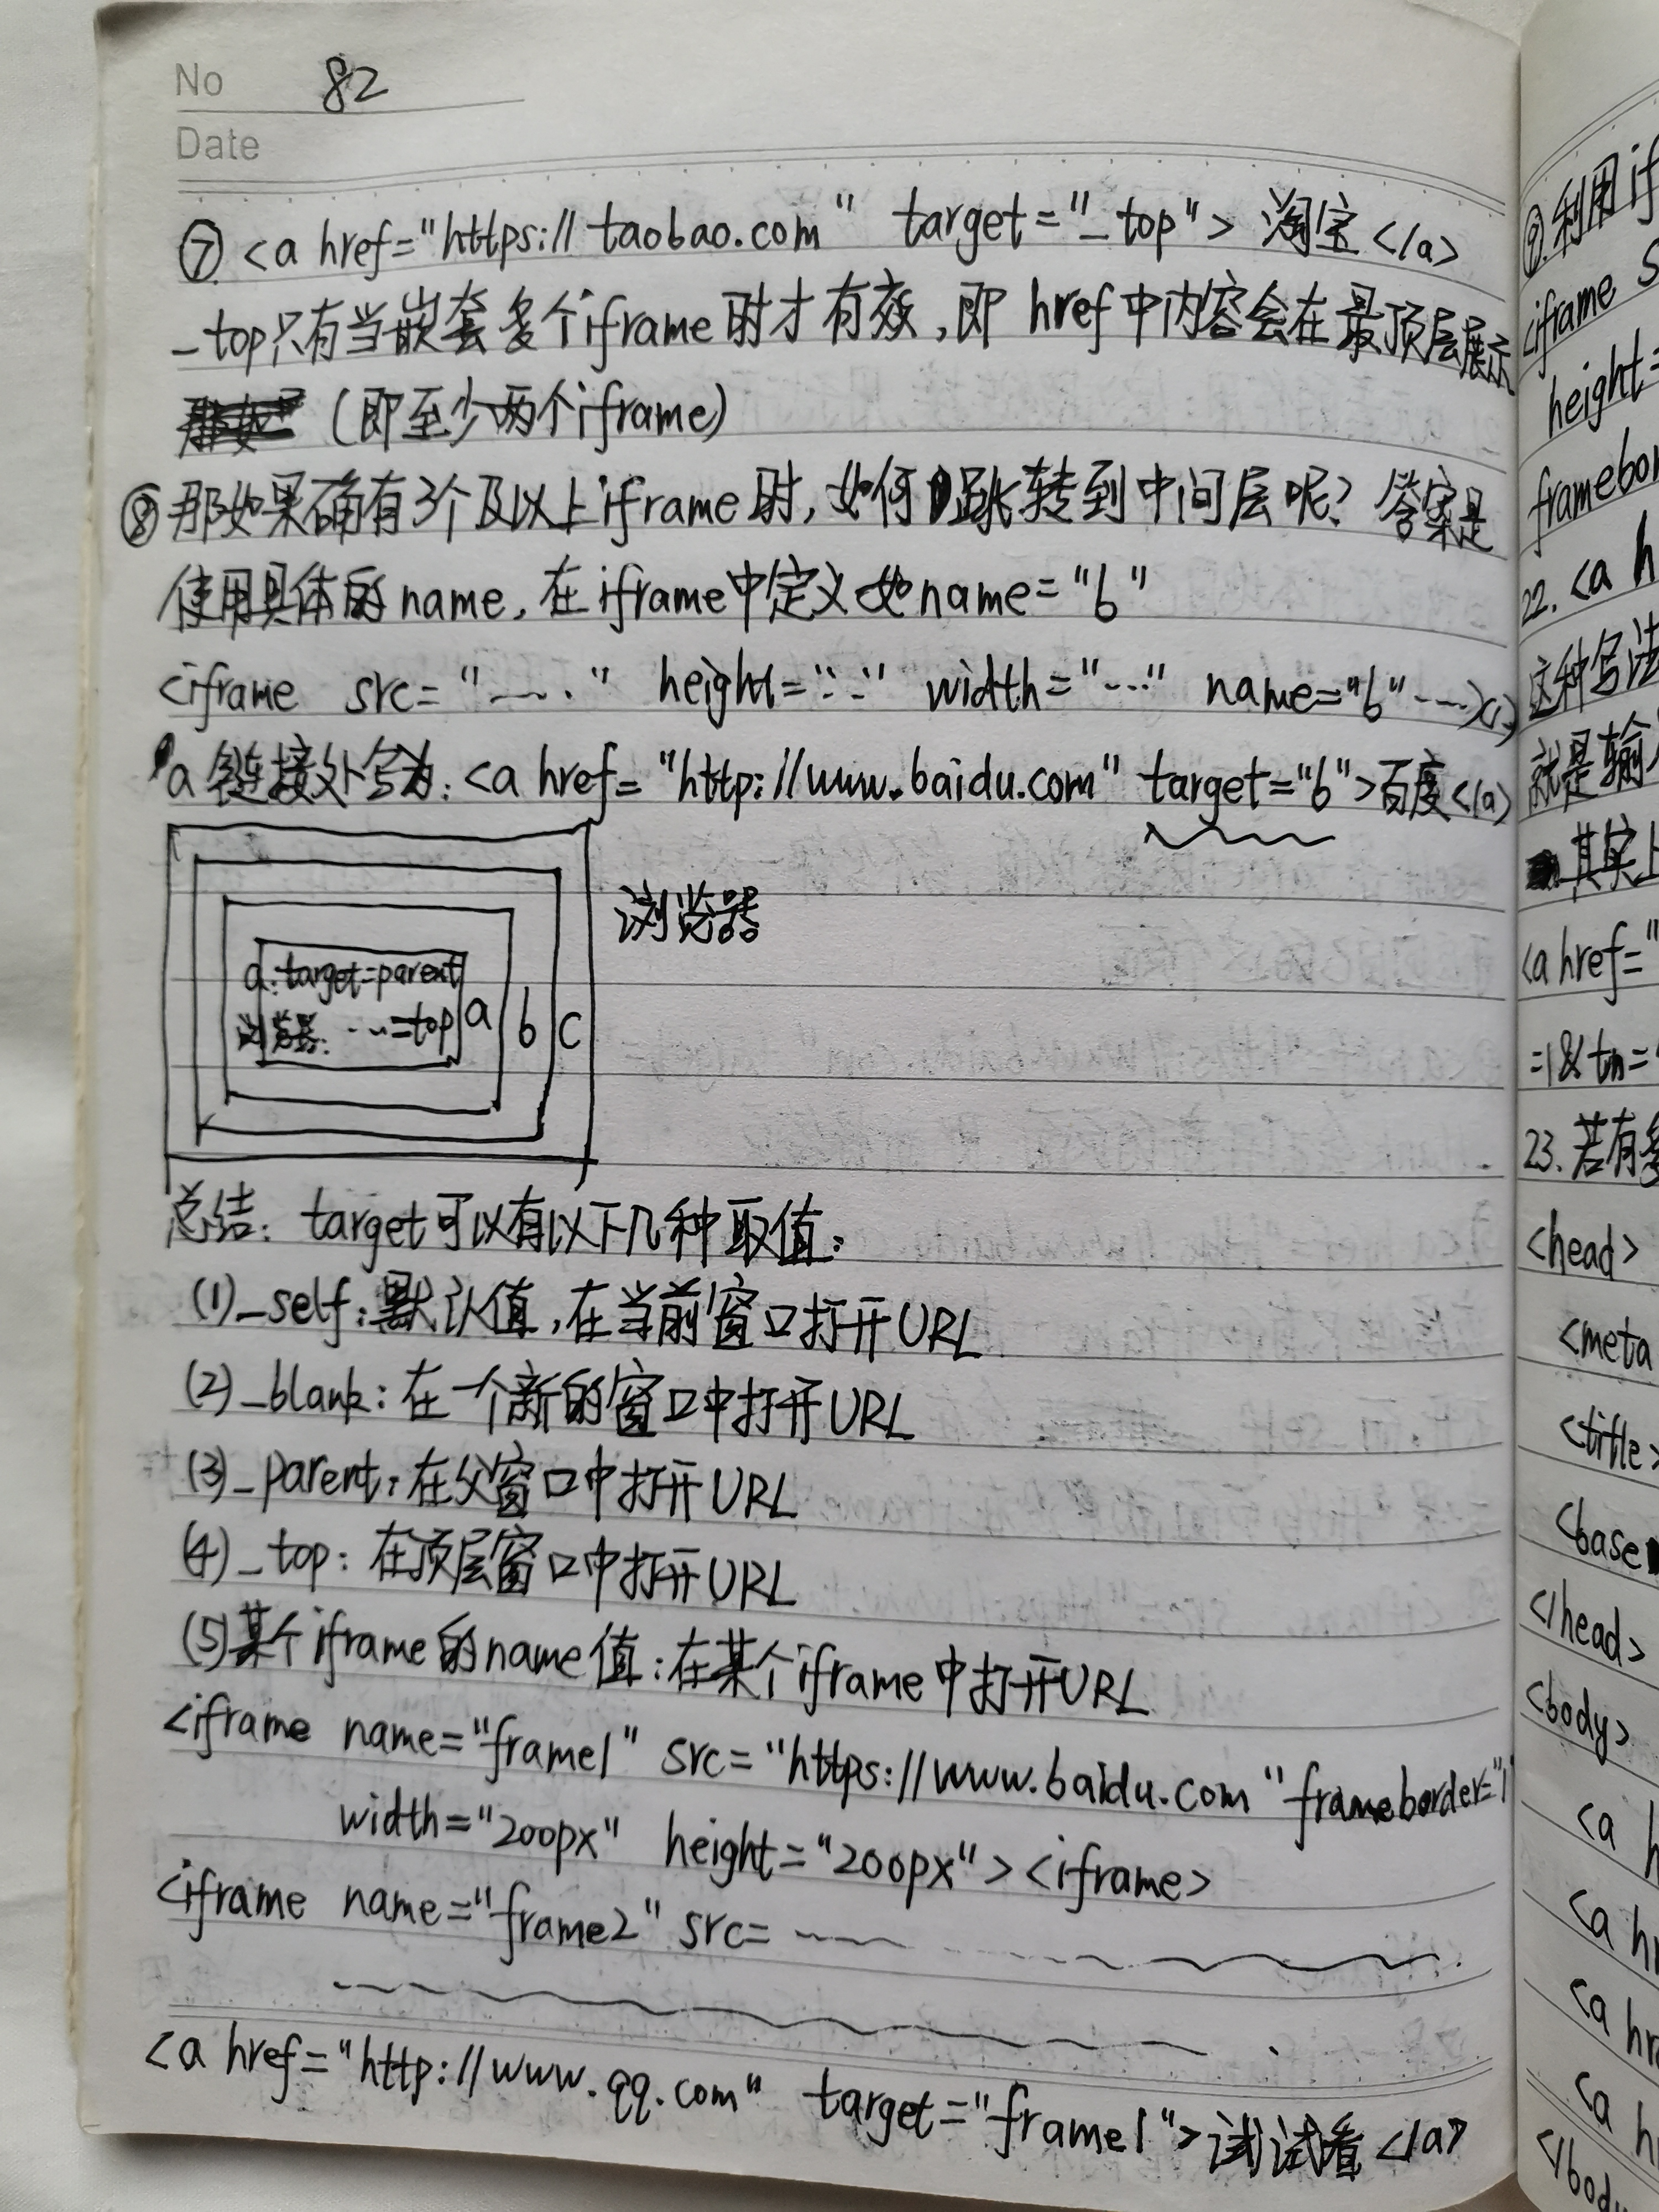 No 82
Date
⑦ <a href="https://taobao.com" target="_top">淘宝</a>
_top只有当嵌套多个iframe时才有效,即href中内容会在最顶层展示
(即至少两个iframe)
⑧那如果确有3个及以上iframe时,如何跳转到中间层呢?答案是
使用具体的name,在iframe中定义如name="b"
<iframe src="....." height="..." width="..." name="b"....></>
a链接处写为:<a href="http://www.baidu.com" target="b">百度</a>
浏览器
a:target=parent
浏览器:...=top
a b c
总结:target可以有以下几种取值:
(1)_self:默认值,在当前窗口打开URL
(2)_blank:在一个新的窗口中打开URL
(3)_parent:在父窗口中打开URL
(4)_top:在顶层窗口中打开URL
(5)某个iframe的name值:在某个iframe中打开URL
<iframe name="frame1" src="https://www.baidu.com" frameborder="1"
width="200px" height="200px"><iframe>
<iframe name="frame2" src=
<a href="http://www.qq.com" target="frame1">试试看</a>
⑨.利用if
<iframe s
height=
framebor
22. <a h
这种写法
就是输入
其实上
<a href="
=1&tn=
23.若有多
<head>
<meta
<title>
<base
</head>
<body>
<a h
<a hr
<a hr
<a h
</body